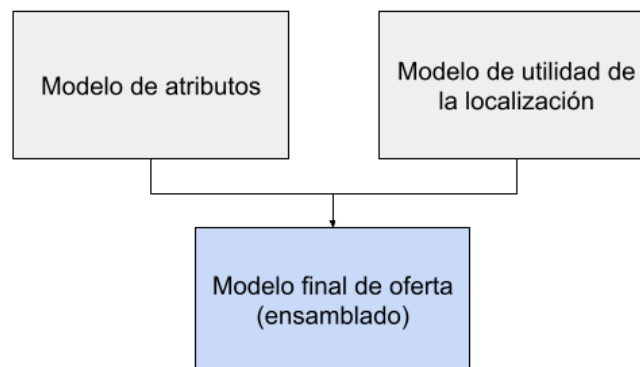 Modelo de atributos
Modelo de utilidad de
la localización
Modelo final de oferta
(ensamblado)